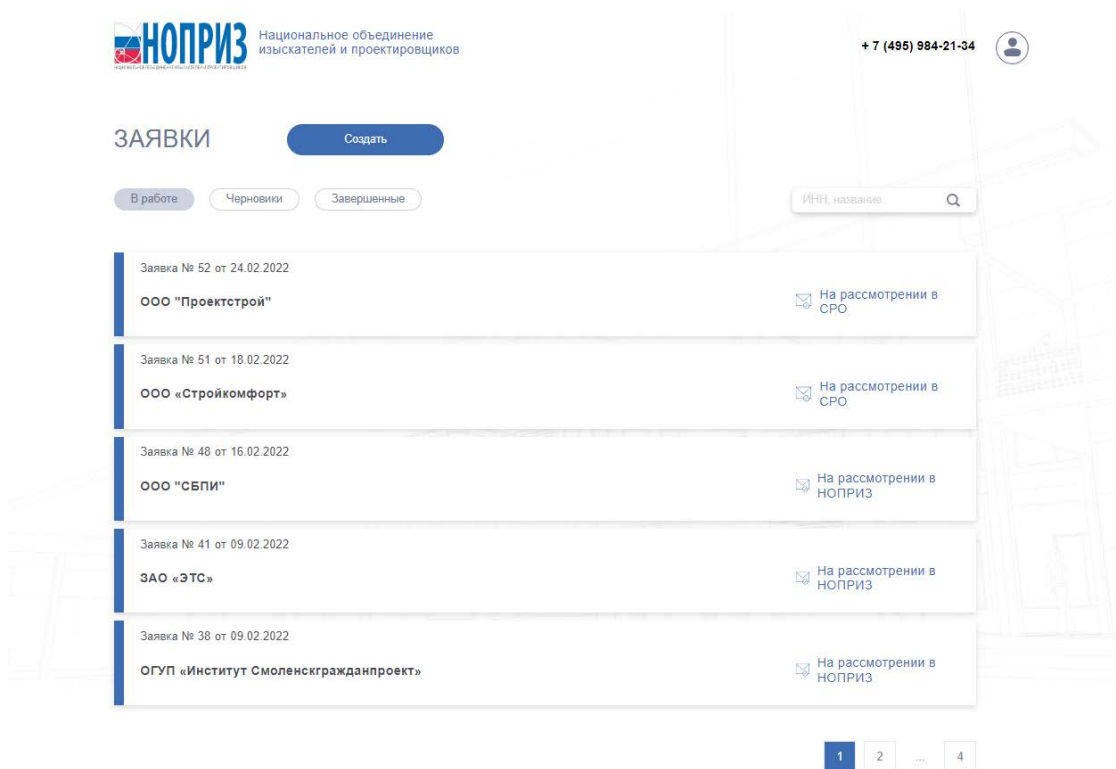 НОПРИЗ
Национальное объединение
изыскателей и проектировщиков
+ 7 (495) 984-21-34
ЗАЯВКИ
Создать
В работе
Черновики
Завершенные
ИНН, название
Заявка № 52 от 24.02.2022
ООО "Проектстрой"
На рассмотрении в
СРО
Заявка № 51 от 18.02.2022
ООО «Стройкомфорт»
На рассмотрении в
СРО
Заявка № 48 от 16.02.2022
ООО "СБПИ"
На рассмотрении в
НОПРИЗ
Заявка № 41 от 09.02.2022
ЗАО «ЭТС»
На рассмотрении в
НОПРИЗ
Заявка № 38 от 09.02.2022
ОГУП «Институт Смоленскгражданпроект»
На рассмотрении в
НОПРИЗ
1 2 ... 4